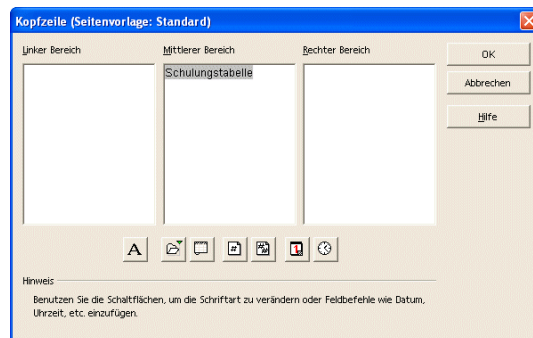 Kopfzeile (Seitenvorlage: Standard)
Linker Bereich
Mittlerer Bereich
Rechter Bereich
Schulungstabelle
OK
Abbrechen
Hilfe
A
Hinweis
Benutzen Sie die Schaltflächen, um die Schriftart zu verändern oder Feldbefehle wie Datum,
Uhrzeit, etc. einzufügen.